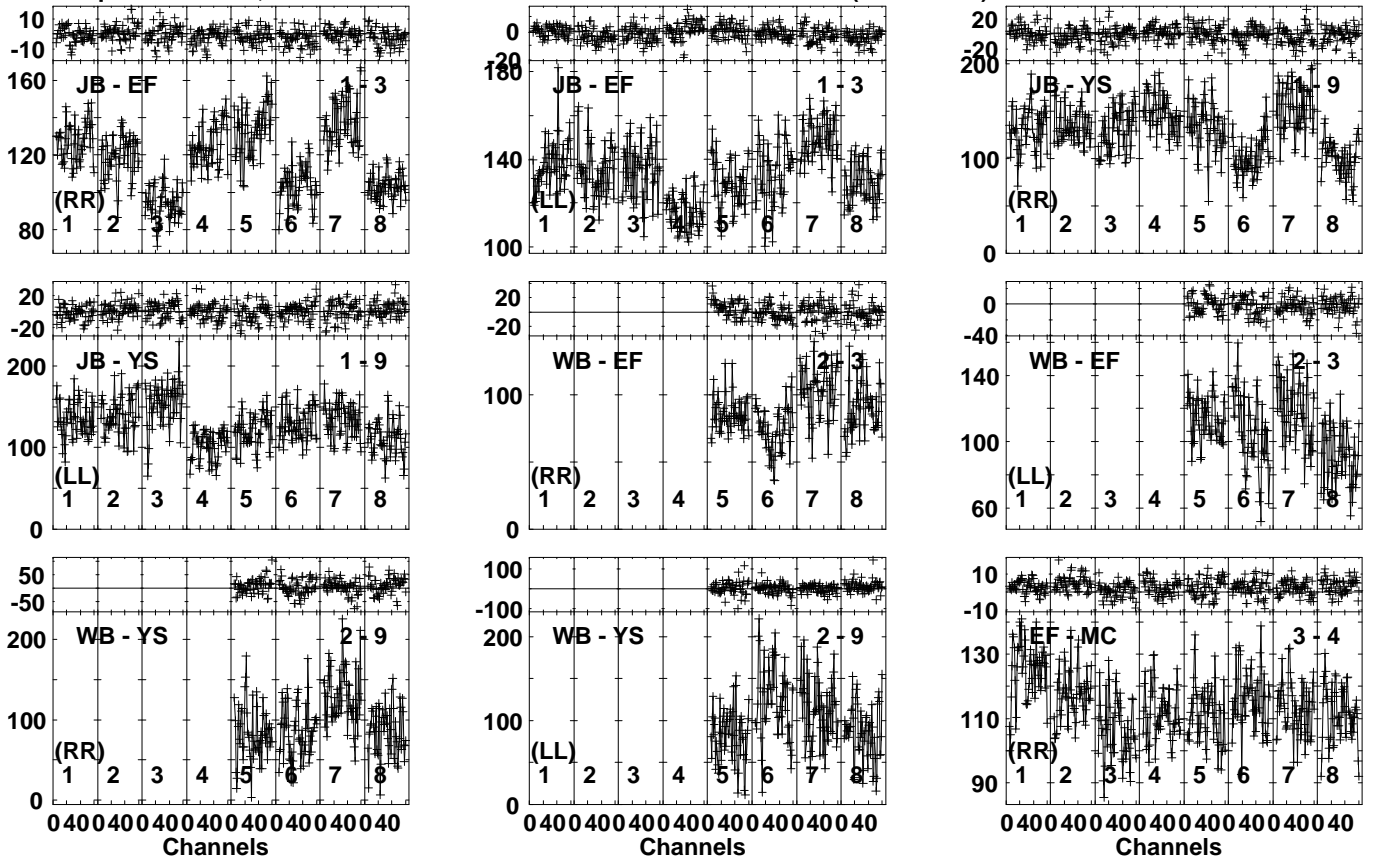 10 0 20
-10 -20 -20
160 180 200
JB - EF 1 - 3 JB - EF 1 - 3 JB - YS 1 - 9
120 140 100
(RR) (LL) (RR)
1 2 3 4 5 6 7 8 1 2 3 4 5 6 7 8 1 2 3 4 5 6 7 8
80 100 0
20 20 0
-20 -20 -40
200 JB - YS 1 - 9 WB - EF 2 - 3 WB - EF 2 - 3
140
100 100 100
(LL) (RR) (LL)
1 2 3 4 5 6 7 8 1 2 3 4 5 6 7 8 1 2 3 4 5 6 7 8
0 0 60
50 100 10
-50 -100 -10
200 WB - YS 2 - 9 200 WB - YS 2 - 9 130 EF - MC 3 - 4
100 100 110
(RR) (LL) (RR)
1 2 3 4 5 6 7 8 1 2 3 4 5 6 7 8 1 2 3 4 5 6 7 8
0 0 90
0 40 0 40 0 40 0 40 0 40 0 40 0 40 0 40 0 40 0 40 0 40 0 40 0 40 0 40 0 40 0 40 0 40 0 40 0 40 0 40 0 40 0 40 0 40 0 40
Channels Channels Channels